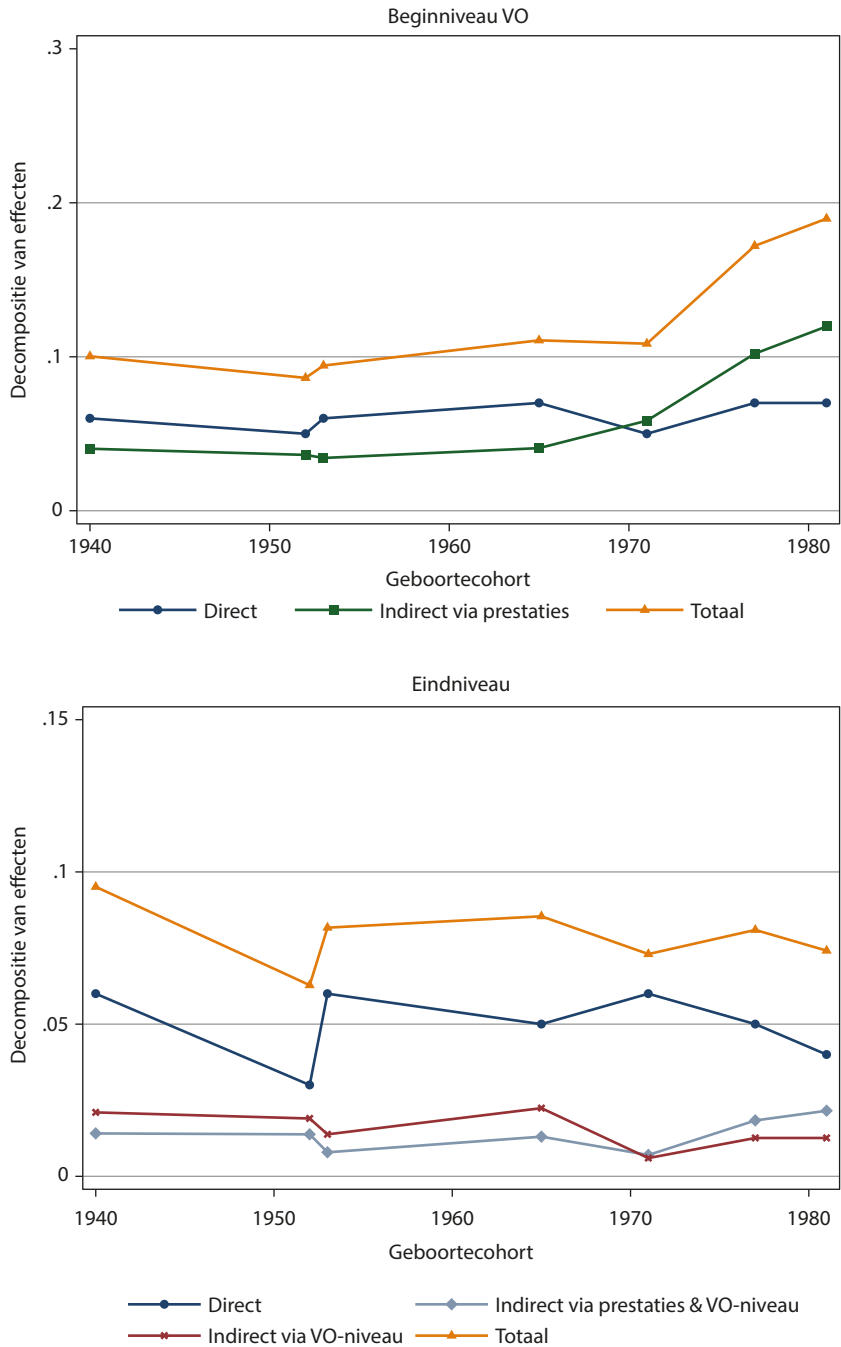 Beginniveau VO
.3
.2
.1
0
Decompositie van effecten
1940 1950 1960 1970 1980
Geboortecohort
Direct Indirect via prestaties Totaal
Eindniveau
.15
.1
.05
0
Decompositie van effecten
1940 1950 1960 1970 1980
Geboortecohort
Direct Indirect via prestaties & VO-niveau
Indirect via VO-niveau Totaal